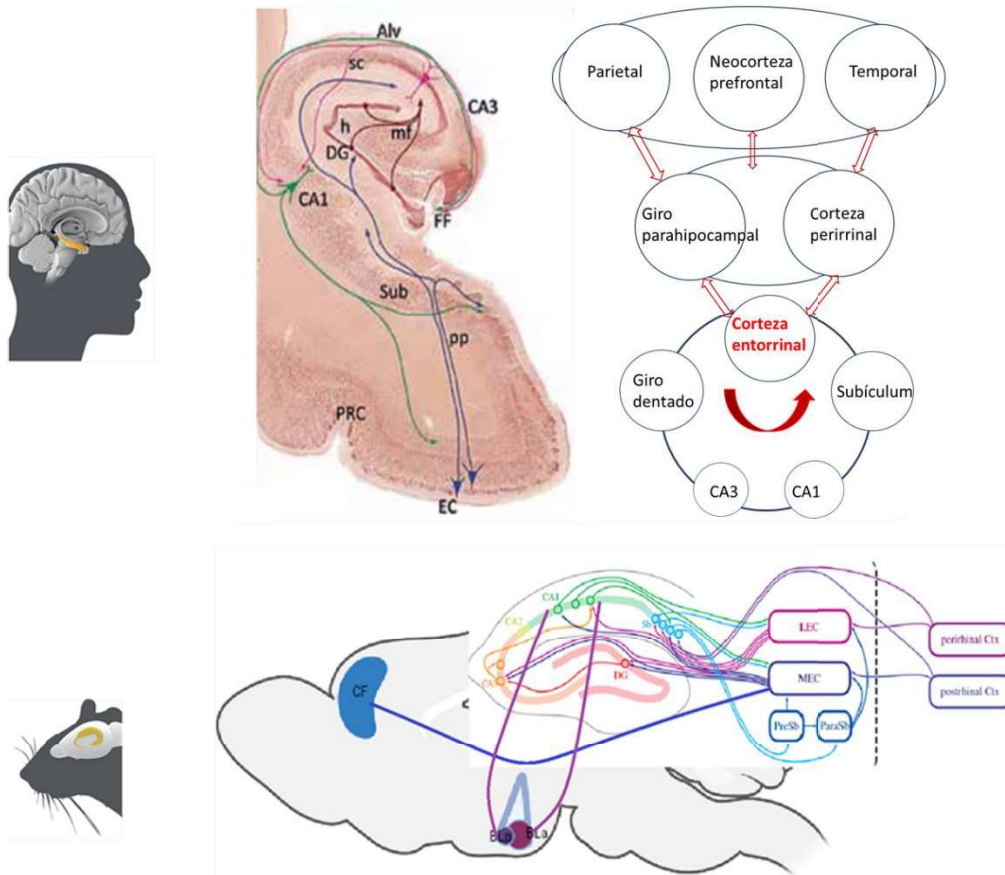 Alv
sc
CA3
h
mf
DG
CA1
FF
Sub
pp
PRC
EC
Parietal
Neocorteza
prefrontal
Temporal
Giro
parahipocampal
Corteza
perirrinal
Corteza
entorrinal
Giro
dentado
Subículum
CA3
CA1
CA1
CA2
Sb
LEC
perirhinal Ctx
CF
DG
MEC
postrhinal Ctx
PreSb
ParaSb
BLp
BLa